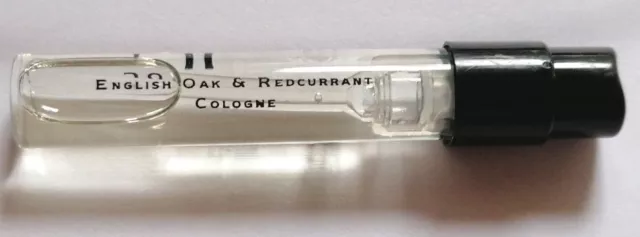 English Oak & Redcurrant
Cologne